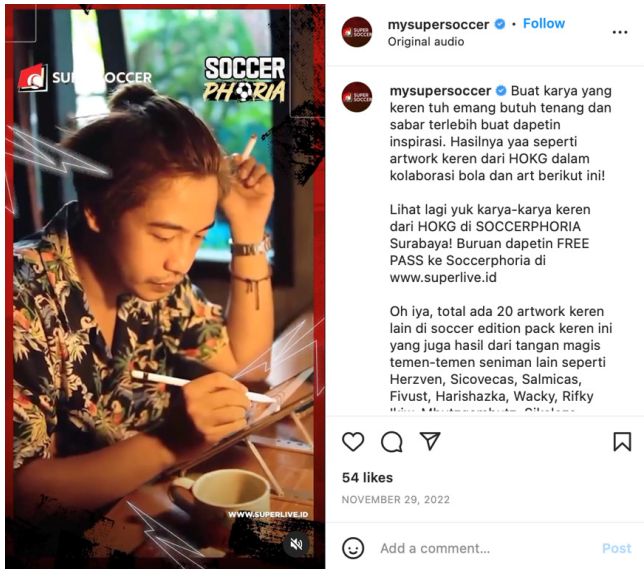 SUPER SOCCER
SOCCER
PHORIA
WWW.SUPERLIVE.ID
mysupersoccer • Follow
Original audio
mysupersoccer Buat karya yang
keren tuh emang butuh tenang dan
sabar terlebih buat dapetin
inspirasi. Hasilnya yaa seperti
artwork keren dari HOKG dalam
kolaborasi bola dan art berikut ini!
Lihat lagi yuk karya-karya keren
dari HOKG di SOCCERPHORIA
Surabaya! Buruan dapetin FREE
PASS ke Soccerphoria di
www.superlive.id
Oh iya, total ada 20 artwork keren
lain di soccer edition pack keren ini
yang juga hasil dari tangan magis
temen-temen seniman lain seperti
Herzven, Sicovecas, Salmicas,
Fivust, Harishazka, Wacky, Rifky
54 likes
NOVEMBER 29, 2022
Add a comment...
Post